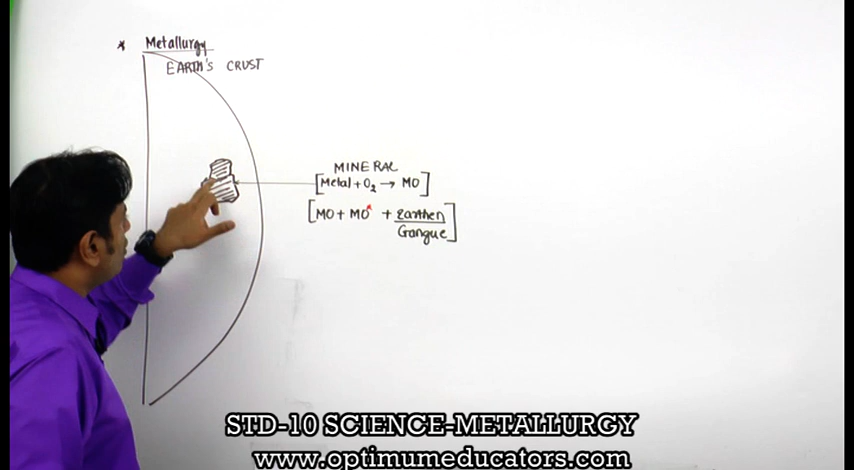 * Metallurgy
EARTH'S CRUST
MINERAL
[Metal + O₂ → MO]
[MO + MO* + Earthen
Gangue]
STD-10 SCIENCE-METALLURGY
www.optimumeducators.com